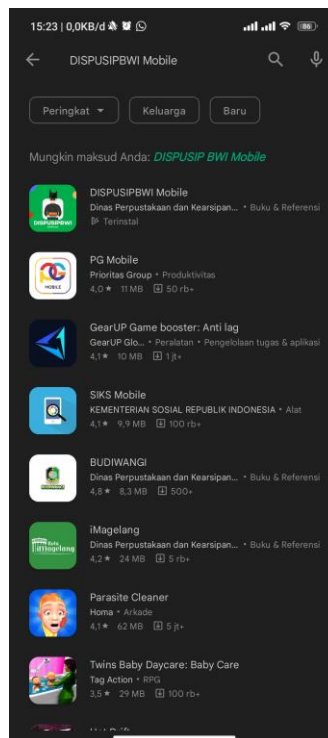 15:23 | 0,0KB/d
86
DISPUSIPBWI Mobile
Peringkat
Keluarga
Baru
Mungkin maksud Anda: DISPUSIP BWI Mobile
DISPUSIPBWI
DISPUSIPBWI Mobile
Dinas Perpustakaan dan Kearsipan... • Buku & Referensi
Terinstal
MOBILE
PG Mobile
Prioritas Group • Produktivitas
4,0 ★ 11 MB 50 rb+
GearUP Game booster: Anti lag
GearUP Glo... • Peralatan • Pengelolaan tugas & aplikasi
4,1 ★ 10 MB 1 jt+
SIKS Mobile
KEMENTERIAN SOSIAL REPUBLIK INDONESIA • Alat
4,1 ★ 9,9 MB 100 rb+
BUDIWANGI
BUDIWANGI
Dinas Perpustakaan dan Kearsipan... • Buku & Referensi
4,8 ★ 8,3 MB 500+
iMagelang
iMagelang
Dinas Perpustakaan dan Kearsipan... • Buku & Referensi
4,2 ★ 24 MB 5 rb+
Parasite Cleaner
Homa • Arkade
4,1 ★ 62 MB 5 jt+
Twins Baby Daycare: Baby Care
Tag Action • RPG
3,5 ★ 29 MB 100 rb+